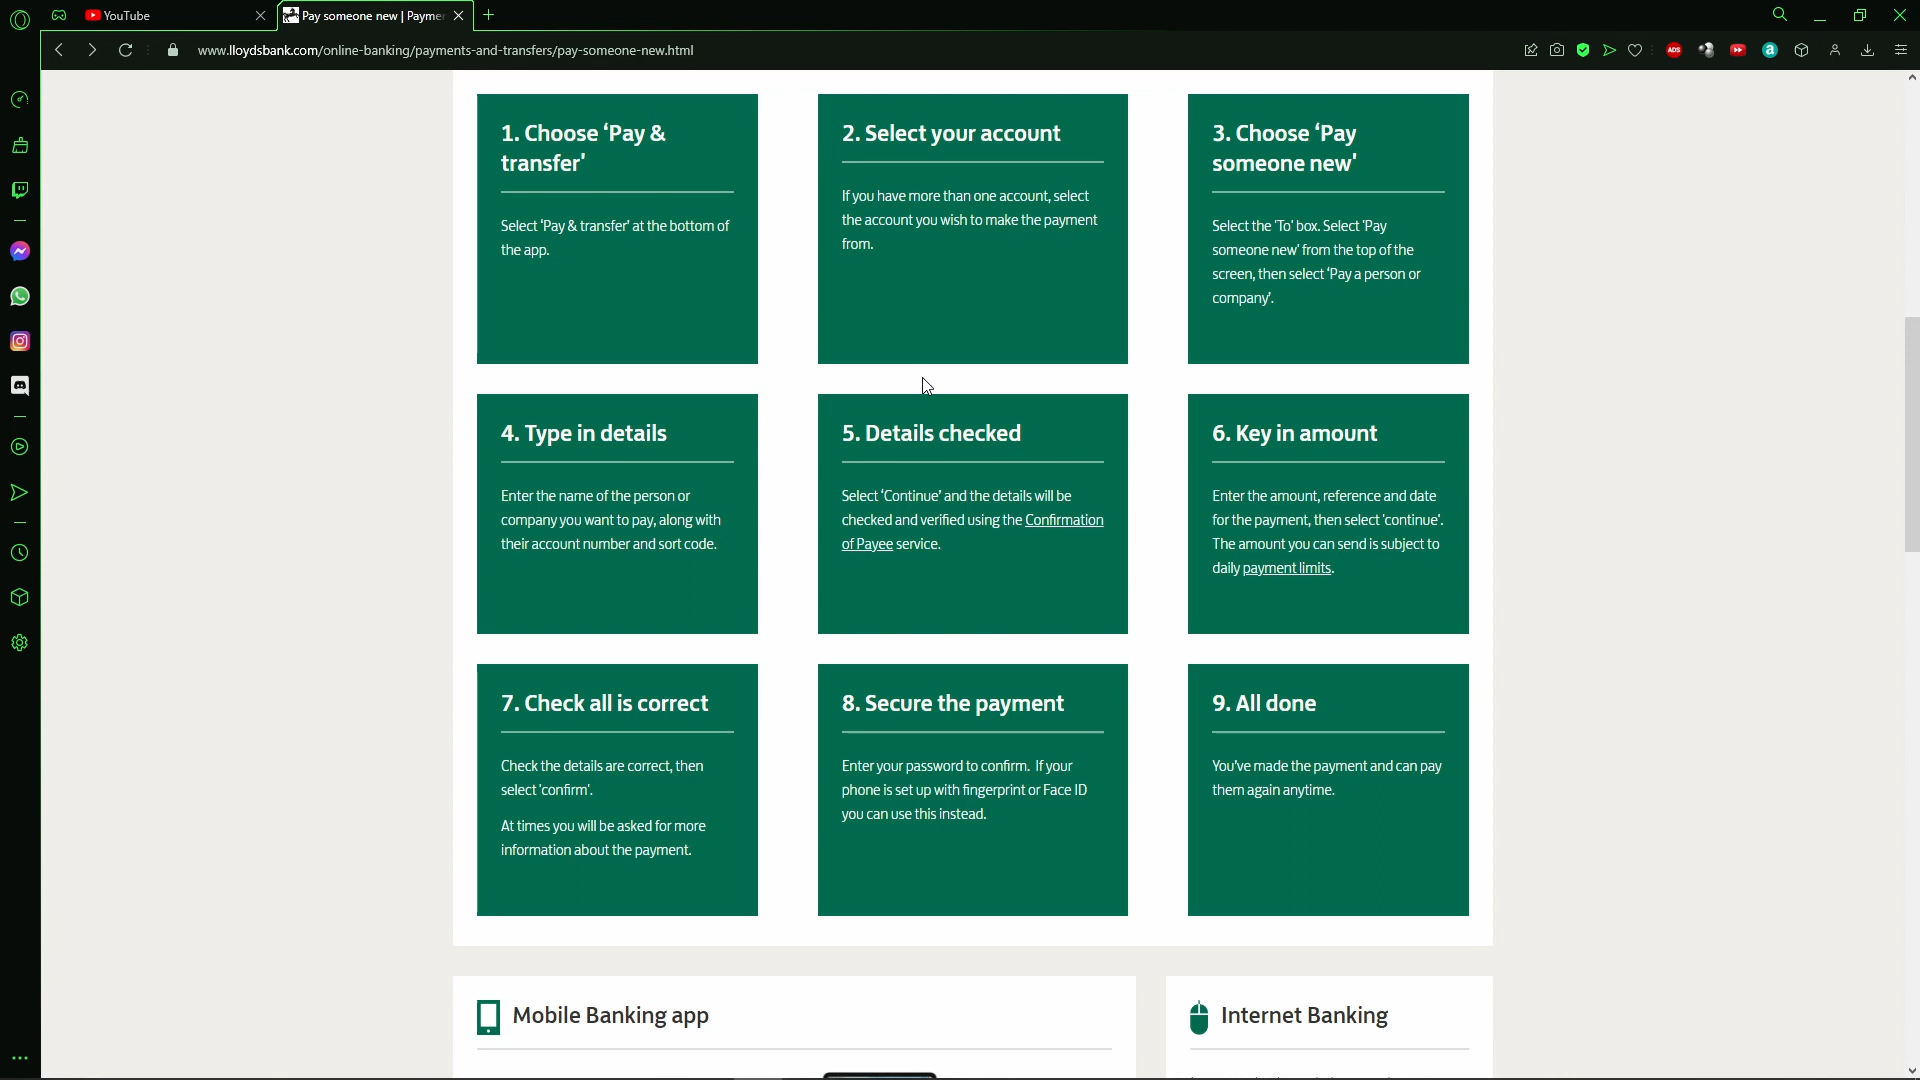 YouTube
Pay someone new | Payme
www.lloydsbank.com/online-banking/payments-and-transfers/pay-someone-new.html
ADS
a
1. Choose ‘Pay &
transfer’
Select ‘Pay & transfer’ at the bottom of
the app.
2. Select your account
If you have more than one account, select
the account you wish to make the payment
from.
3. Choose ‘Pay
someone new’
Select the 'To' box. Select ‘Pay
someone new’ from the top of the
screen, then select ‘Pay a person or
company’.
4. Type in details
Enter the name of the person or
company you want to pay, along with
their account number and sort code.
5. Details checked
Select ‘Continue’ and the details will be
checked and verified using the Confirmation
of Payee service.
6. Key in amount
Enter the amount, reference and date
for the payment, then select 'continue'.
The amount you can send is subject to
daily payment limits.
7. Check all is correct
Check the details are correct, then
select 'confirm'.
At times you will be asked for more
information about the payment.
8. Secure the payment
Enter your password to confirm. If your
phone is set up with fingerprint or Face ID
you can use this instead.
9. All done
You’ve made the payment and can pay
them again anytime.
Mobile Banking app
Internet Banking